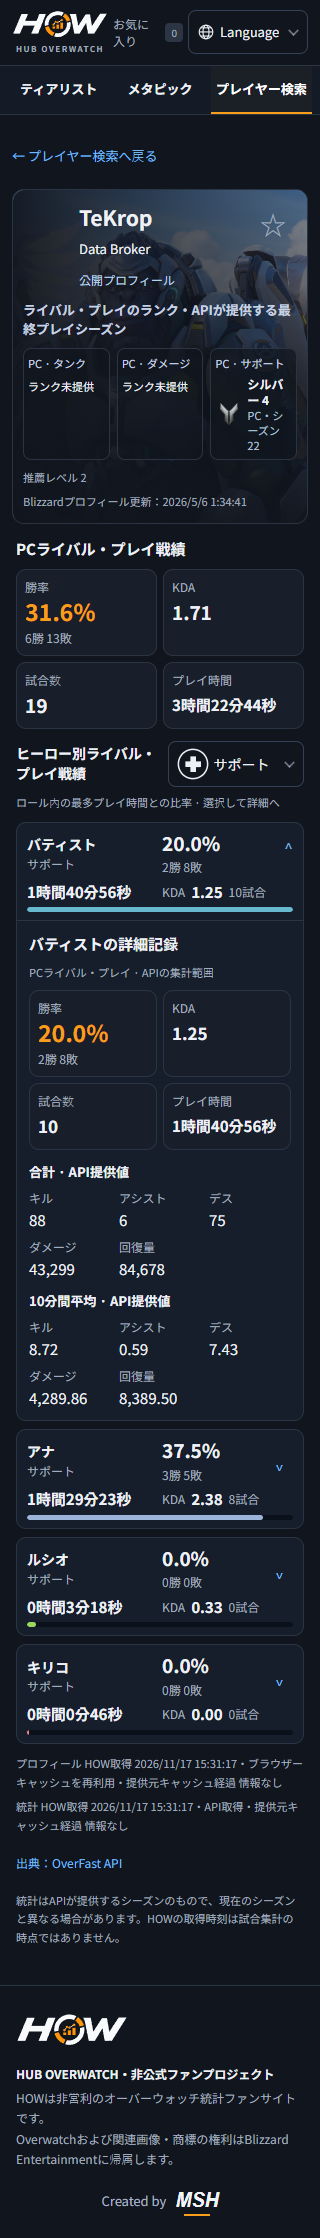 HOW
HUB OVERWATCH
お気に
入り
0
Language
ティアリスト
メタピック
プレイヤー検索
← プレイヤー検索へ戻る
TeKrop
☆
Data Broker
公開プロフィール
ライバル・プレイのランク・APIが提供する最
終プレイシーズン
PC · タンク
ランク未提供
PC · ダメージ
ランク未提供
PC · サポート
シルバ
ー 4
PC・シ
ーズン
22
推薦レベル 2
Blizzardプロフィール更新：2026/5/6 1:34:41
PCライバル・プレイ戦績
勝率
31.6%
6勝 13敗
KDA
1.71
試合数
19
プレイ時間
3時間22分44秒
ヒーロー別ライバル・
プレイ戦績
サポート
ロール内の最多プレイ時間との比率・選択して詳細へ
バティスト
サポート
20.0%
2勝 8敗
1時間40分56秒
KDA 1.25 10試合
バティストの詳細記録
PCライバル・プレイ · APIの集計範囲
勝率
20.0%
2勝 8敗
KDA
1.25
試合数
10
プレイ時間
1時間40分56秒
合計 · API提供値
キル アシスト デス
88 6 75
ダメージ 回復量
43,299 84,678
10分間平均 · API提供値
キル アシスト デス
8.72 0.59 7.43
ダメージ 回復量
4,289.86 8,389.50
アナ
サポート
37.5%
3勝 5敗
1時間29分23秒
KDA 2.38 8試合
ルシオ
サポート
0.0%
0勝 0敗
0時間3分18秒
KDA 0.33 0試合
キリコ
サポート
0.0%
0勝 0敗
0時間0分46秒
KDA 0.00 0試合
プロフィール HOW取得 2026/11/17 15:31:17・ブラウザー
キャッシュを再利用・提供元キャッシュ経過 情報なし
統計 HOW取得 2026/11/17 15:31:17・API取得・提供元キ
ャッシュ経過 情報なし
出典：OverFast API
統計はAPIが提供するシーズンのもので、現在のシーズン
と異なる場合があります。HOWの取得時刻は試合集計の
時点ではありません。
HOW
HUB OVERWATCH・非公式ファンプロジェクト
HOWは非営利のオーバーウォッチ統計ファンサイト
です。
Overwatchおよび関連画像・商標の権利はBlizzard
Entertainmentに帰属します。
Created by MSH